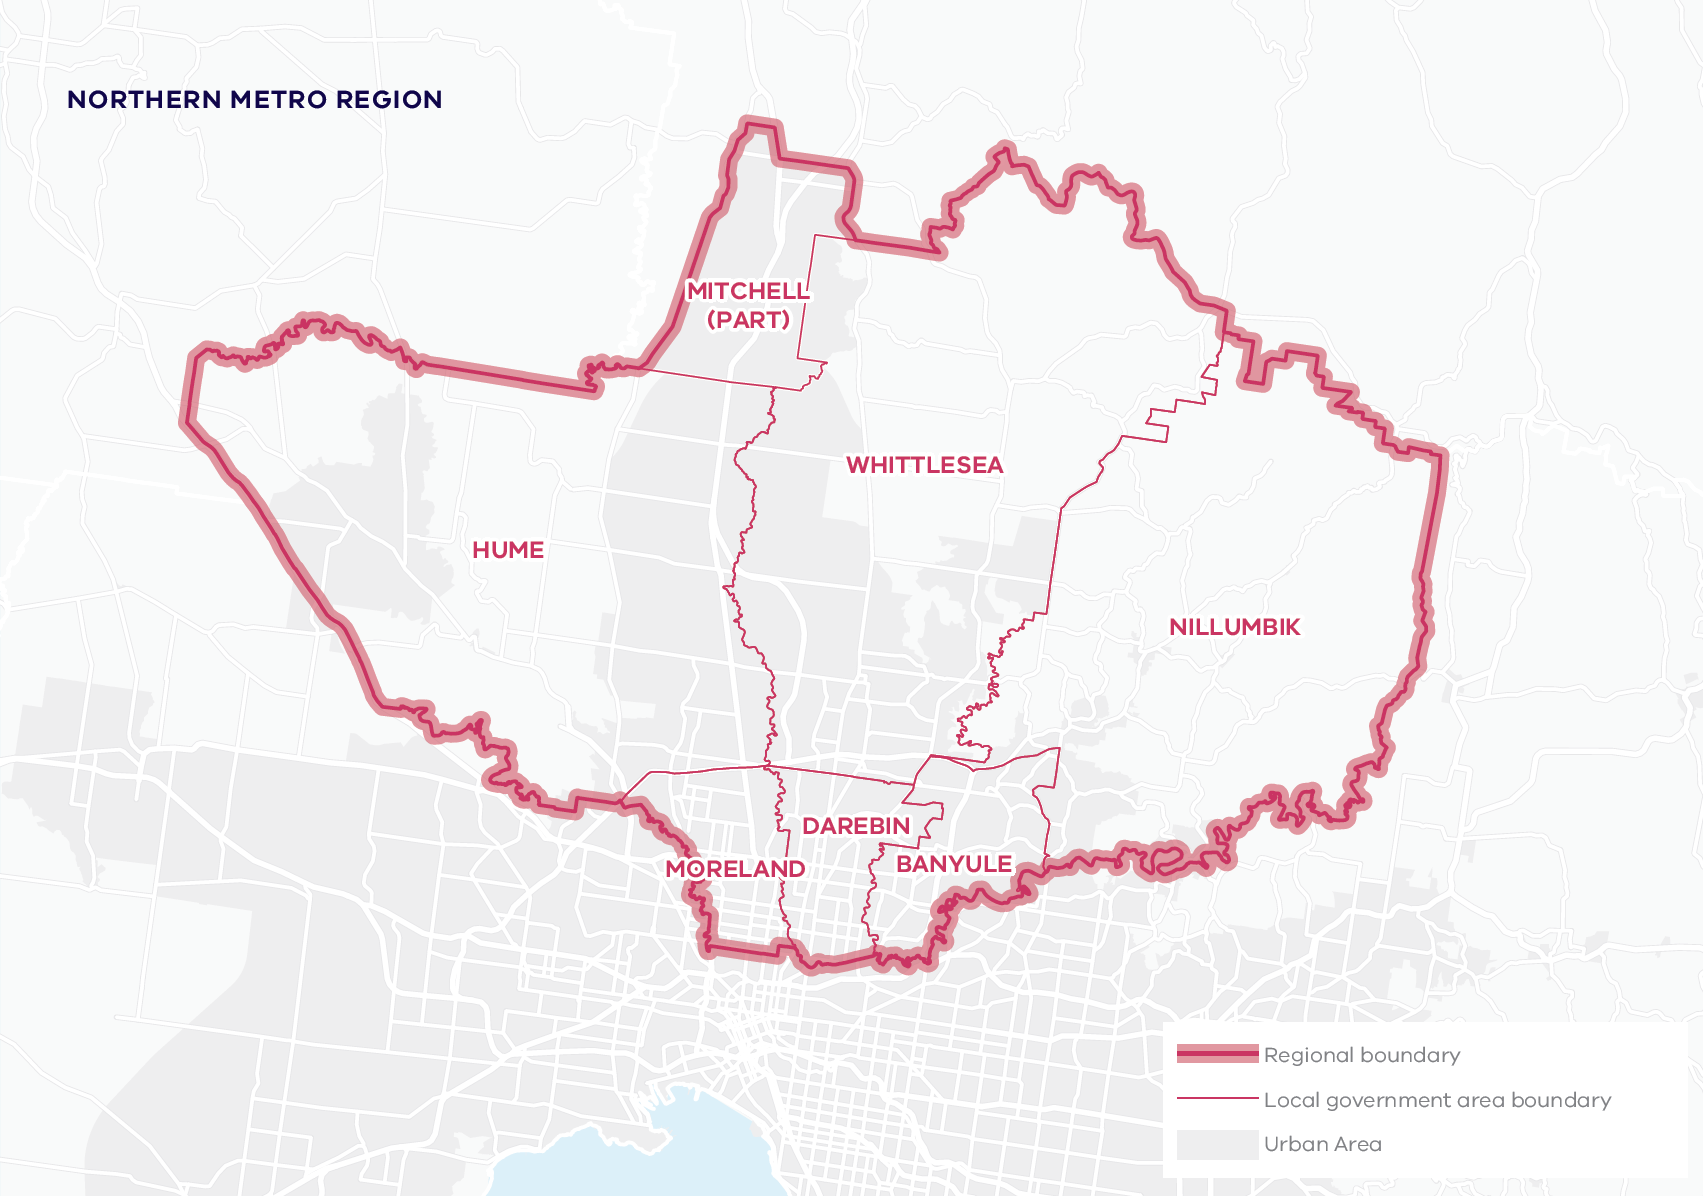 NORTHERN METRO REGION
MITCHELL
(PART)
WHITTLESEA
HUME
NILLUMBIK
DAREBIN
BANYULE
MORELAND
Regional boundary
Local government area boundary
Urban Area